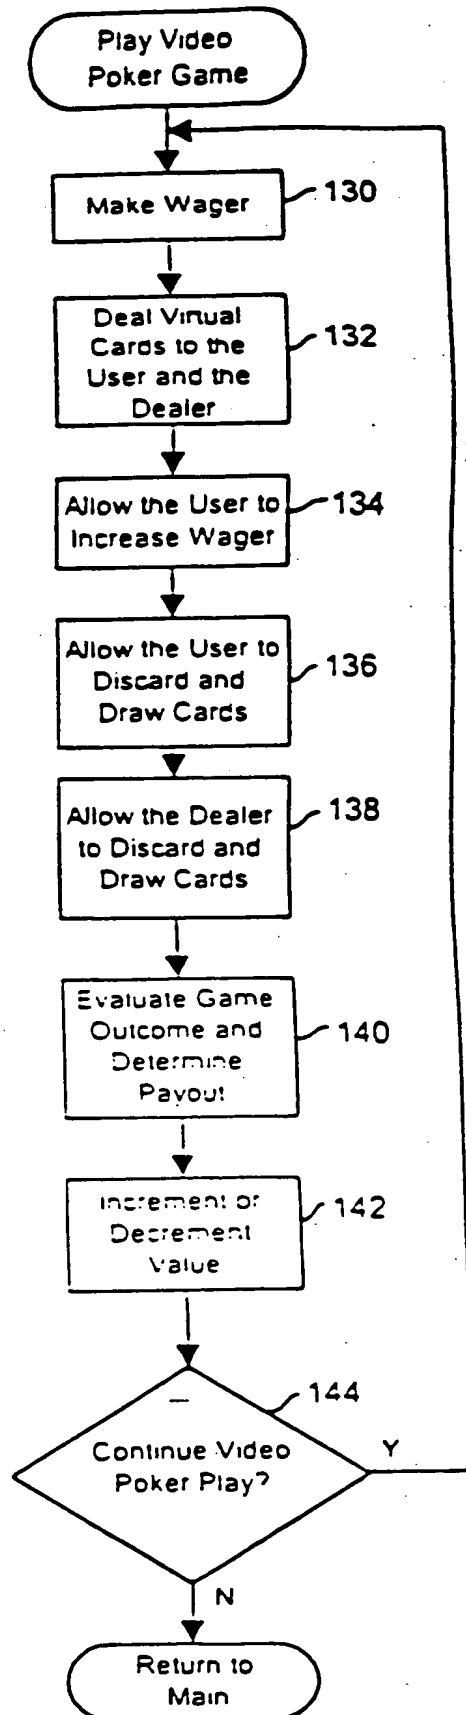 Play Video
Poker Game
Make Wager
130
Deal Virtual
Cards to the
User and the
Dealer
132
Allow the User to
Increase Wager
134
Allow the User to
Discard and
Draw Cards
136
Allow the Dealer
to Discard and
Draw Cards
138
Evaluate Game
Outcome and
Determine
Payout
140
Increment or
Decrement
Value
142
144
Continue Video
Poker Play?
Y
N
Return to
Main